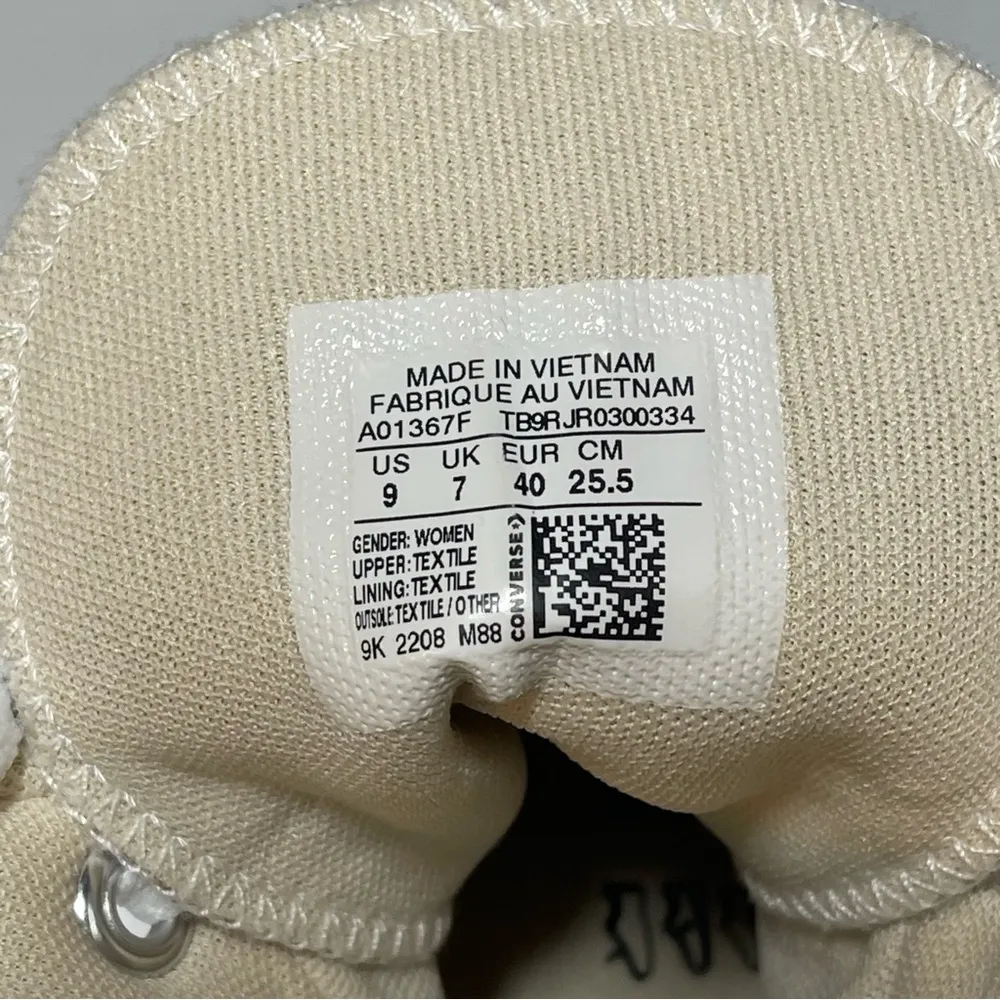 MADE IN VIETNAM
FABRIQUE AU VIETNAM
A01367F TB9RJR0300334
US UK EUR CM
9 7 40 25.5
GENDER: WOMEN
UPPER: TEXTILE
LINING: TEXTILE
OUTSOLE: TEXTILE / OTHER
9K 2208 M88
CONVERSE